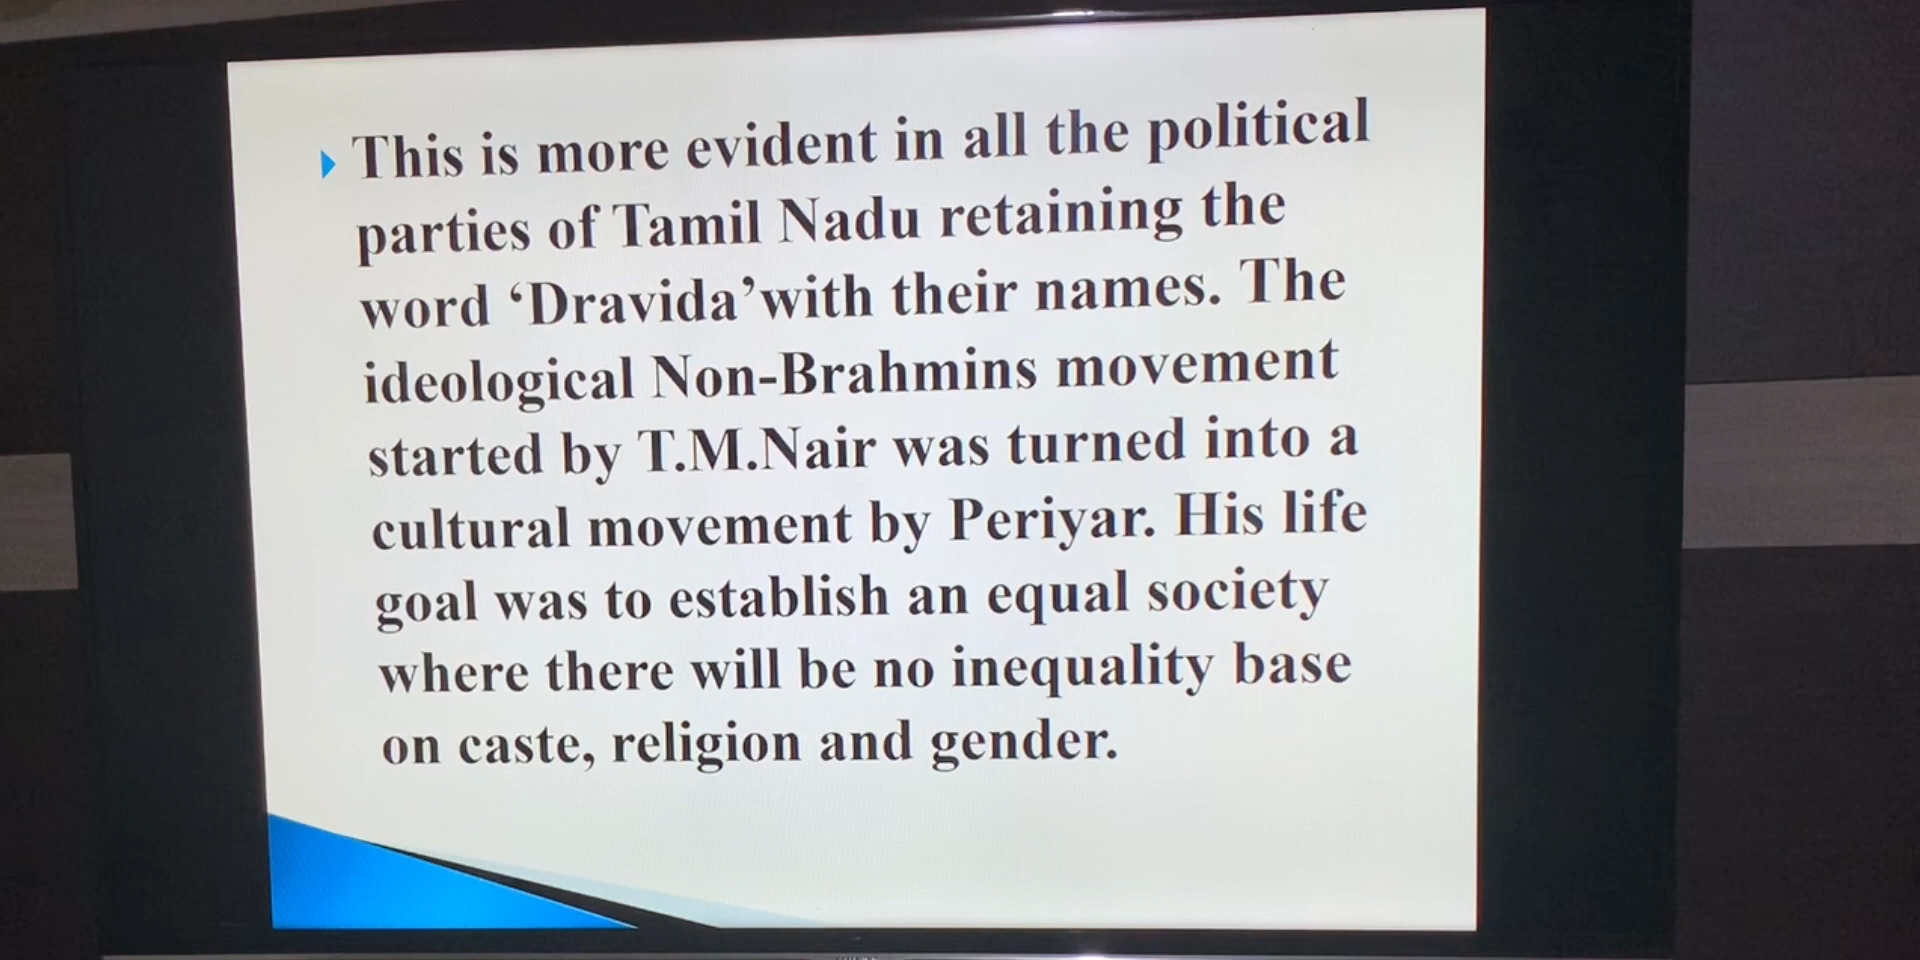 This is more evident in all the political
parties of Tamil Nadu retaining the
word ‘Dravida’with their names. The
ideological Non-Brahmins movement
started by T.M.Nair was turned into a
cultural movement by Periyar. His life
goal was to establish an equal society
where there will be no inequality base
on caste, religion and gender.